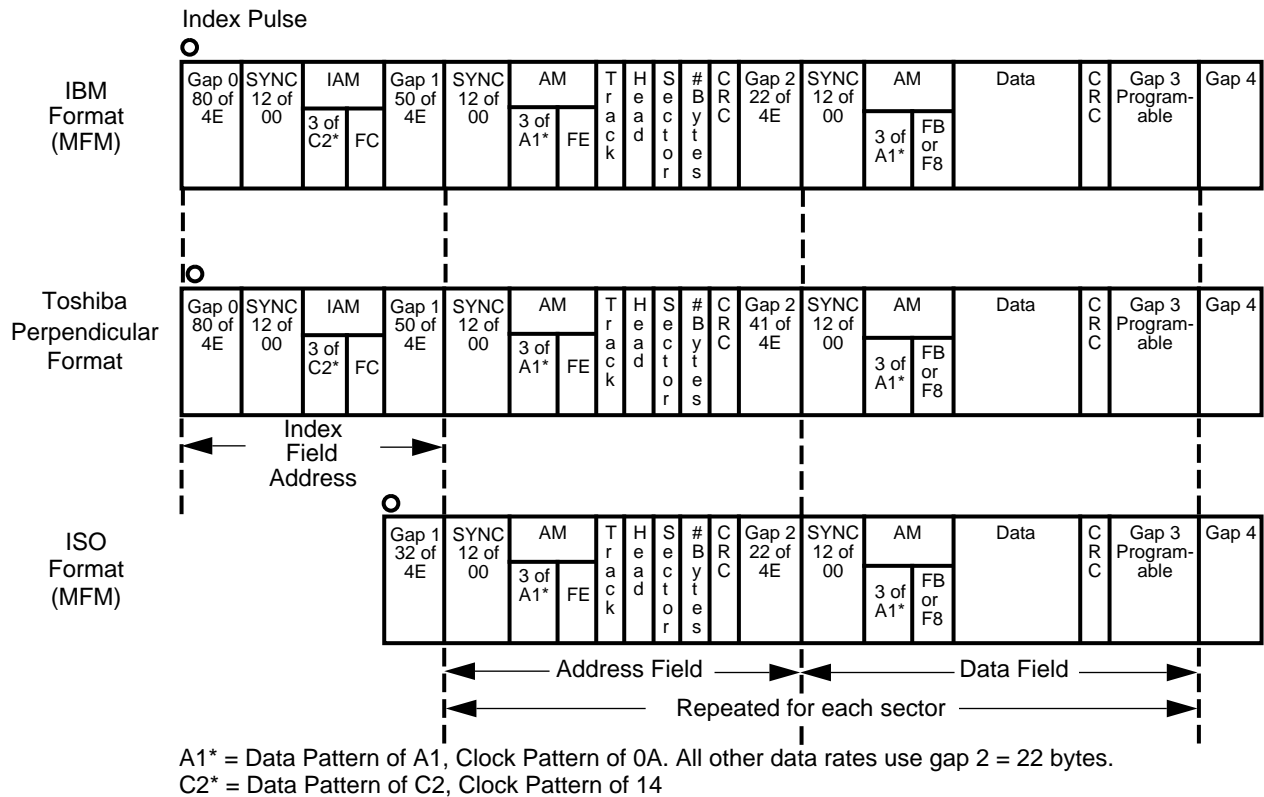 Index Pulse
IBM
Format
(MFM)
Gap 0
80 of
4E
SYNC
12 of
00
IAM
3 of
C2*
FC
Gap 1
50 of
4E
SYNC
12 of
00
AM
3 of
A1*
FE
Track
Head
Sector
#Bytes
CRC
Gap 2
22 of
4E
SYNC
12 of
00
AM
3 of
A1*
FB
or
F8
Data
CRC
Gap 3
Program-
able
Gap 4
Toshiba
Perpendicular
Format
Gap 0
80 of
4E
SYNC
12 of
00
IAM
3 of
C2*
FC
Gap 1
50 of
4E
SYNC
12 of
00
AM
3 of
A1*
FE
Track
Head
Sector
#Bytes
CRC
Gap 2
41 of
4E
SYNC
12 of
00
AM
3 of
A1*
FB
or
F8
Data
CRC
Gap 3
Program-
able
Gap 4
Index
Field
Address
ISO
Format
(MFM)
Gap 1
32 of
4E
SYNC
12 of
00
AM
3 of
A1*
FE
Track
Head
Sector
#Bytes
CRC
Gap 2
22 of
4E
SYNC
12 of
00
AM
3 of
A1*
FB
or
F8
Data
CRC
Gap 3
Program-
able
Gap 4
Address Field
Data Field
Repeated for each sector
A1* = Data Pattern of A1, Clock Pattern of 0A. All other data rates use gap 2 = 22 bytes.
C2* = Data Pattern of C2, Clock Pattern of 14